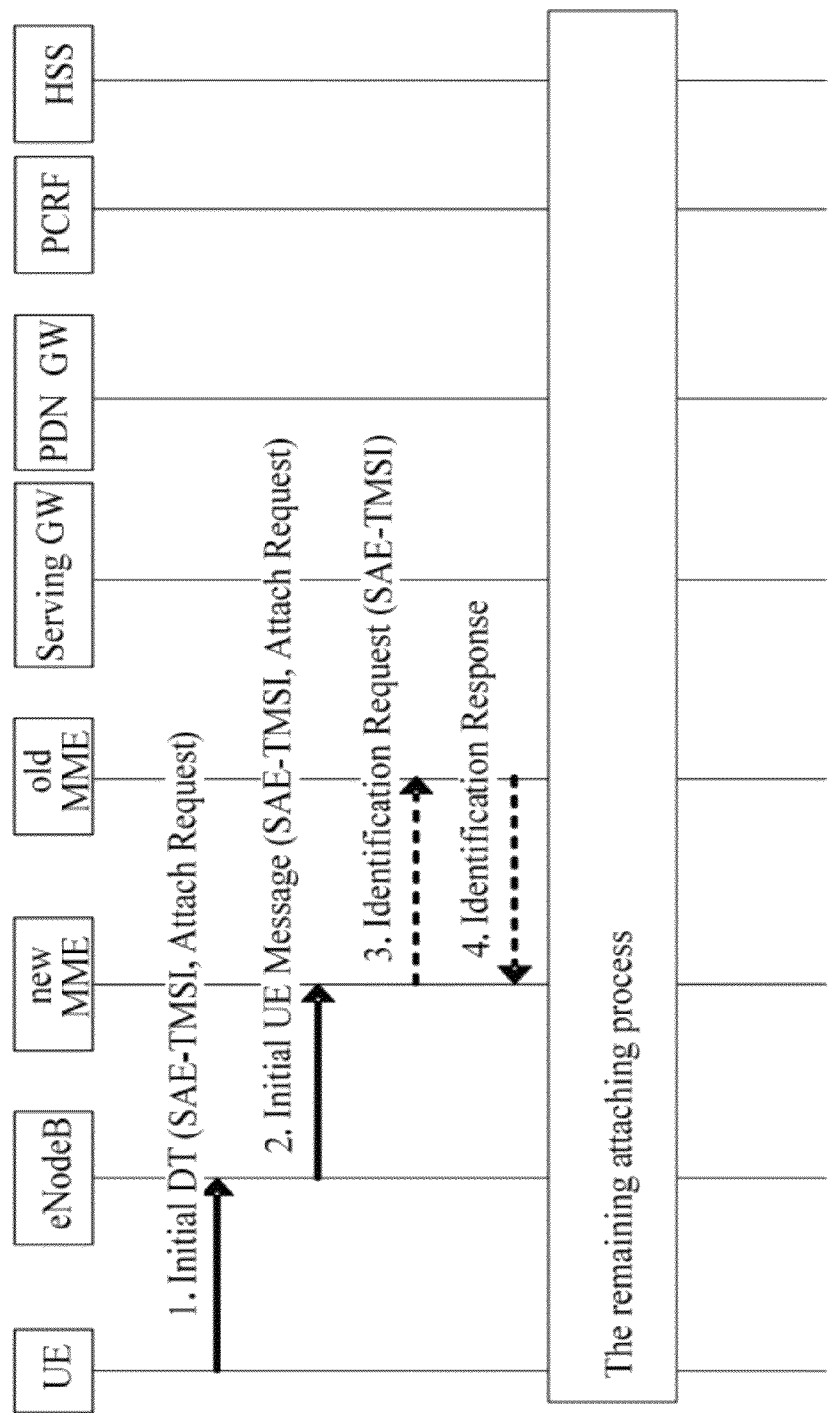 UE
eNodeB
new
MME
old
MME
Serving GW
PDN GW
PCRF
HSS
1. Initial DT (SAE-TMSI, Attach Request)
2. Initial UE Message (SAE-TMSI, Attach Request)
3. Identification Request (SAE-TMSI)
4. Identification Response
The remaining attaching process